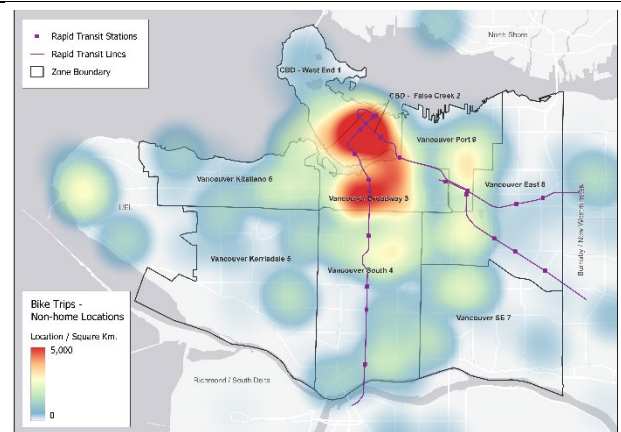 Rapid Transit Stations
Rapid Transit Lines
Zone Boundary
North Shore
CBD - West End 1
CBD - False Creek 2
Vancouver Port 9
Vancouver Kitsilano 6
Vancouver East 8
Vancouver Broadway 3
UEL
Burnaby / New Westminster
Vancouver Kerrisdale 5
Vancouver South 4
Vancouver SE 7
Richmond / South Delta
Bike Trips -
Non-home Locations
Location / Square Km.
5,000
0